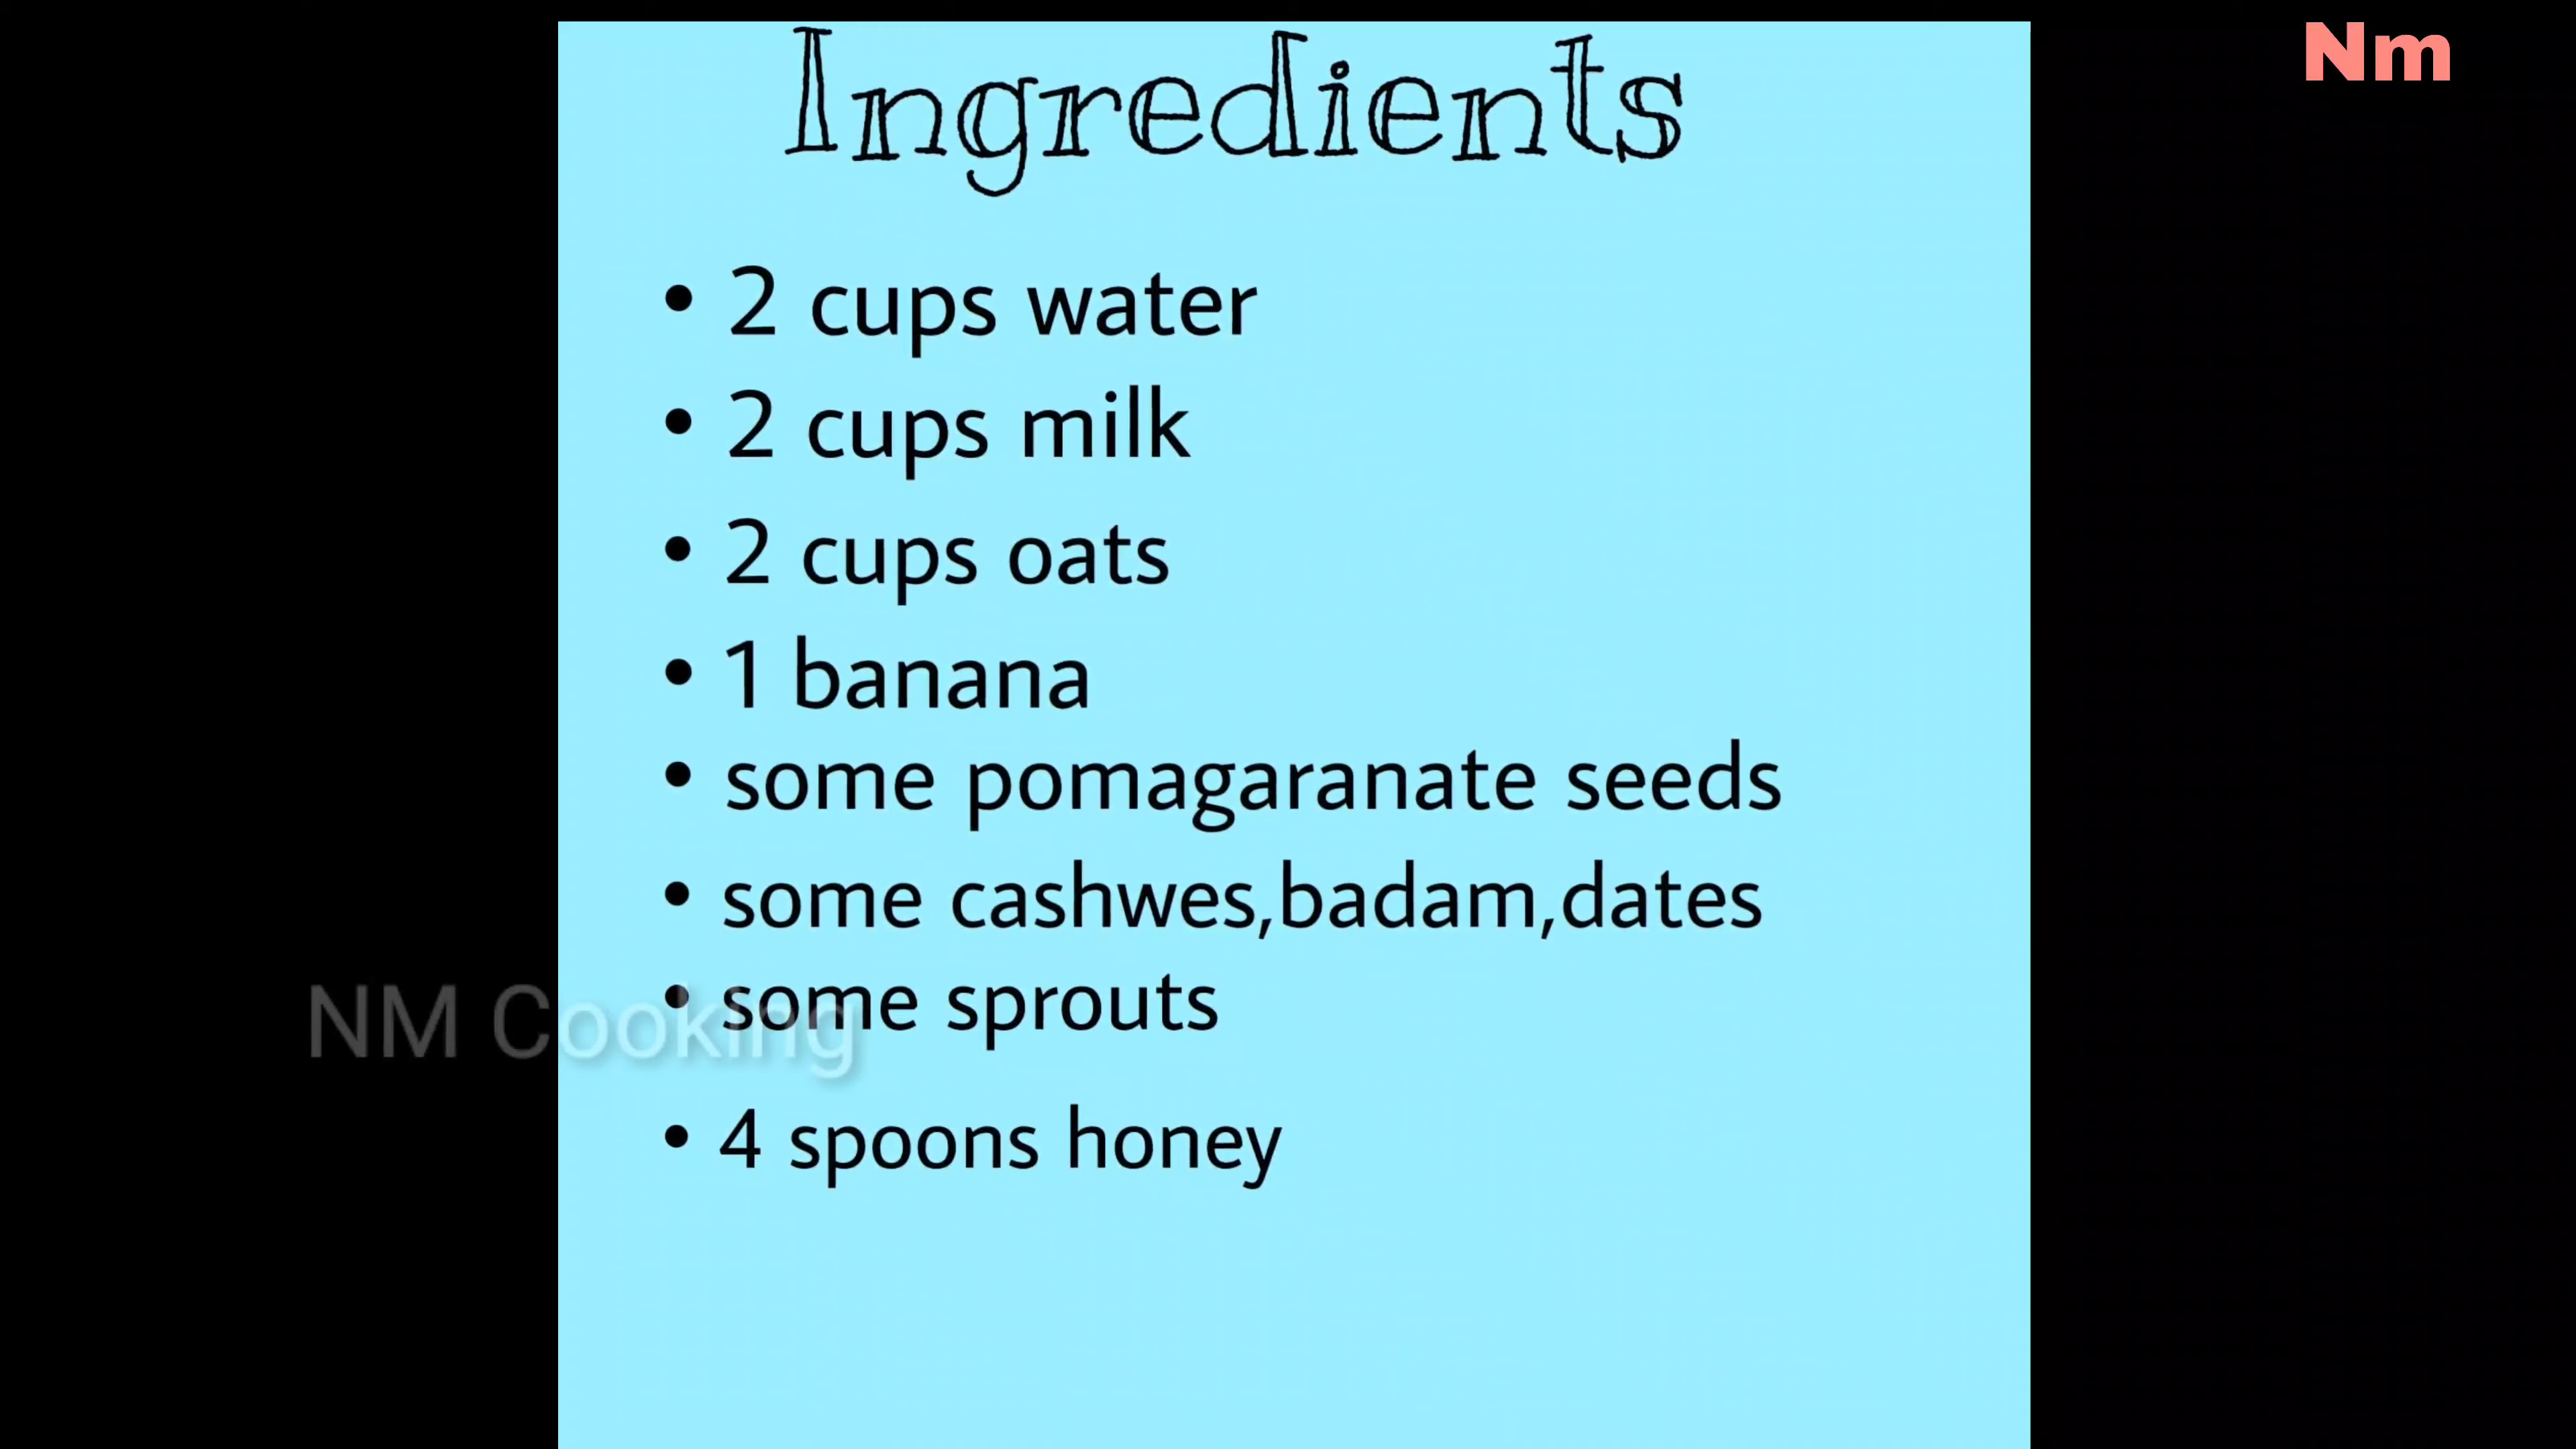 Ingredients
Nm
• 2 cups water
• 2 cups milk
• 2 cups oats
• 1 banana
• some pomagaranate seeds
• some cashwes,badam,dates
• some sprouts
NM Cooking
• 4 spoons honey